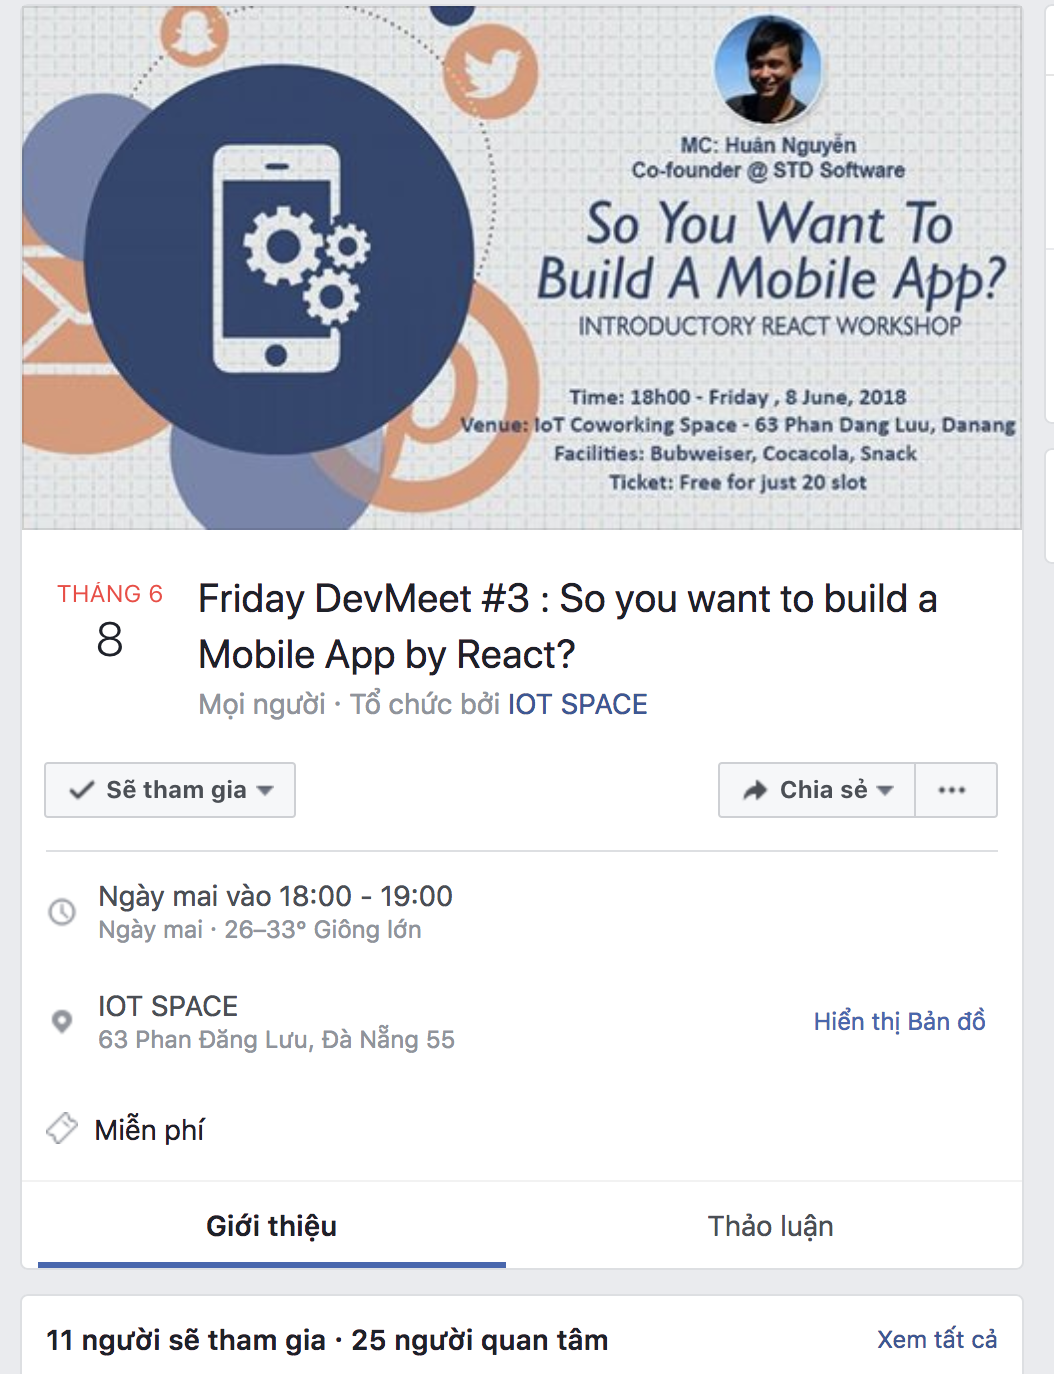 MC: Huân Nguyễn
Co-founder @ STD Software
So You Want To
Build A Mobile App?
INTRODUCTORY REACT WORKSHOP
Time: 18h00 - Friday , 8 June, 2018
Venue: IoT Coworking Space - 63 Phan Dang Luu, Danang
Facilities: Bubweiser, Cocacola, Snack
Ticket: Free for just 20 slot
THÁNG 6
8
Friday DevMeet #3 : So you want to build a
Mobile App by React?
Mọi người · Tổ chức bởi IOT SPACE
Sẽ tham gia
Chia sẻ
Ngày mai vào 18:00 - 19:00
Ngày mai · 26–33° Giông lớn
IOT SPACE
63 Phan Đăng Lưu, Đà Nẵng 55
Hiển thị Bản đồ
Miễn phí
Giới thiệu
Thảo luận
11 người sẽ tham gia · 25 người quan tâm
Xem tất cả